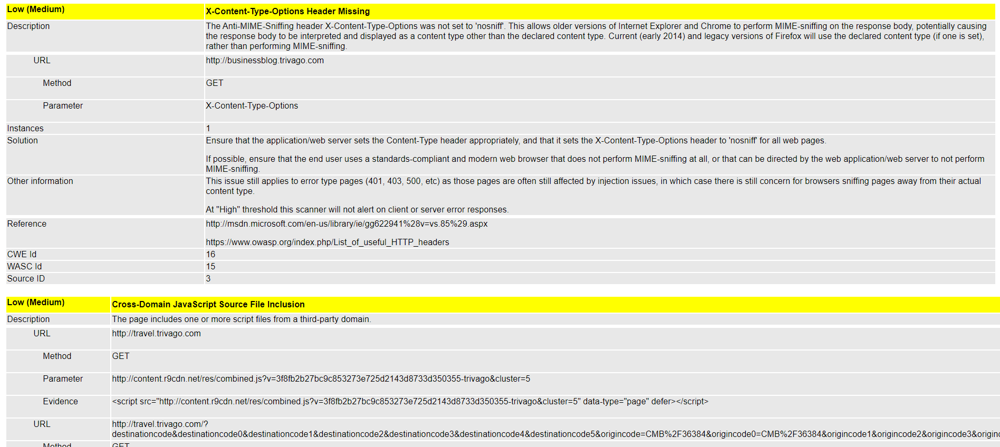 Low (Medium)
X-Content-Type-Options Header Missing
Description
The Anti-MIME-Sniffing header X-Content-Type-Options was not set to 'nosniff'. This allows older versions of Internet Explorer and Chrome to perform MIME-sniffing on the response body, potentially causing
the response body to be interpreted and displayed as a content type other than the declared content type. Current (early 2014) and legacy versions of Firefox will use the declared content type (if one is set),
rather than performing MIME-sniffing.
URL
http://businessblog.trivago.com
Method
GET
Parameter
X-Content-Type-Options
Instances
1
Solution
Ensure that the application/web server sets the Content-Type header appropriately, and that it sets the X-Content-Type-Options header to 'nosniff' for all web pages.
If possible, ensure that the end user uses a standards-compliant and modern web browser that does not perform MIME-sniffing at all, or that can be directed by the web application/web server to not perform
MIME-sniffing.
Other information
This issue still applies to error type pages (401, 403, 500, etc) as those pages are often still affected by injection issues, in which case there is still concern for browsers sniffing pages away from their actual
content type.
At "High" threshold this scanner will not alert on client or server error responses.
Reference
http://msdn.microsoft.com/en-us/library/ie/gg622941%28v=vs.85%29.aspx
https://www.owasp.org/index.php/List_of_useful_HTTP_headers
CWE Id
16
WASC Id
15
Source ID
3
Low (Medium)
Cross-Domain JavaScript Source File Inclusion
Description
The page includes one or more script files from a third-party domain.
URL
http://travel.trivago.com
Method
GET
Parameter
http://content.r9cdn.net/res/combined.js?v=3f8fb2b27bc9c853273e725d2143d8733d350355-trivago&cluster=5
Evidence
<script src="http://content.r9cdn.net/res/combined.js?v=3f8fb2b27bc9c853273e725d2143d8733d350355-trivago&cluster=5" data-type="page" defer></script>
URL
http://travel.trivago.com/?
destinationcode&destinationcode0&destinationcode1&destinationcode2&destinationcode3&destinationcode4&destinationcode5&origincode=CMB%2F36384&origincode0=CMB%2F36384&origincode1&origincode2&origincode3&origin
Method
GET